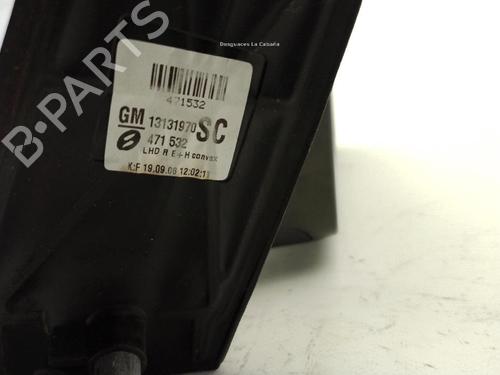 Desguaces La Cabaña
471532
GM 13131970 SC
471 532
LHD R E+H convex
K:F 19.09.06 12:02:11
B-PARTS